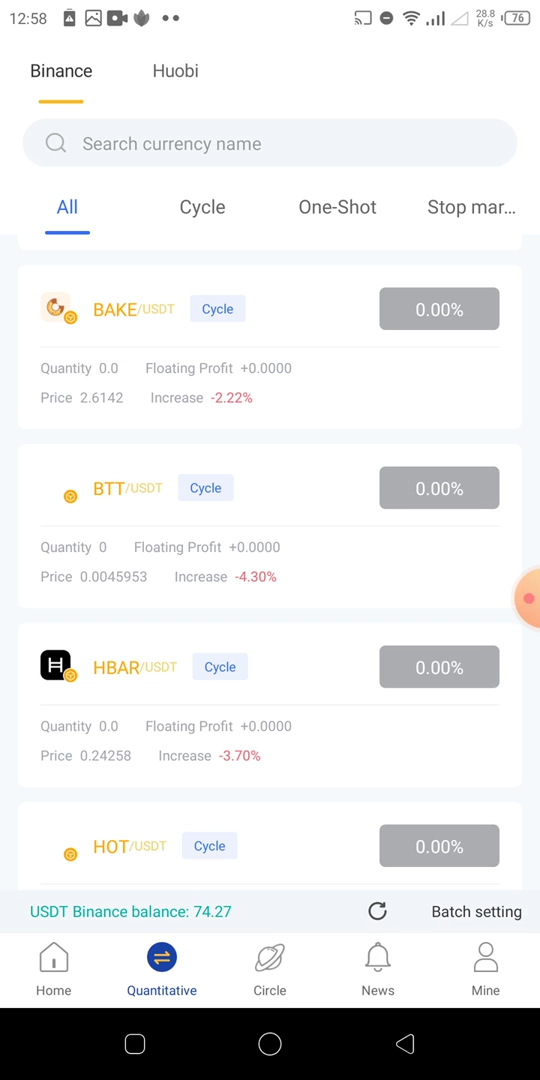 12:58 28.8 K/s 76
Binance Huobi
Search currency name
All Cycle One-Shot Stop mar...
BAKE/USDT Cycle 0.00%
Quantity 0.0 Floating Profit +0.0000
Price 2.6142 Increase -2.22%
BTT/USDT Cycle 0.00%
Quantity 0 Floating Profit +0.0000
Price 0.0045953 Increase -4.30%
H HBAR/USDT Cycle 0.00%
Quantity 0.0 Floating Profit +0.0000
Price 0.24258 Increase -3.70%
HOT/USDT Cycle 0.00%
USDT Binance balance: 74.27 Batch setting
Home Quantitative Circle News Mine